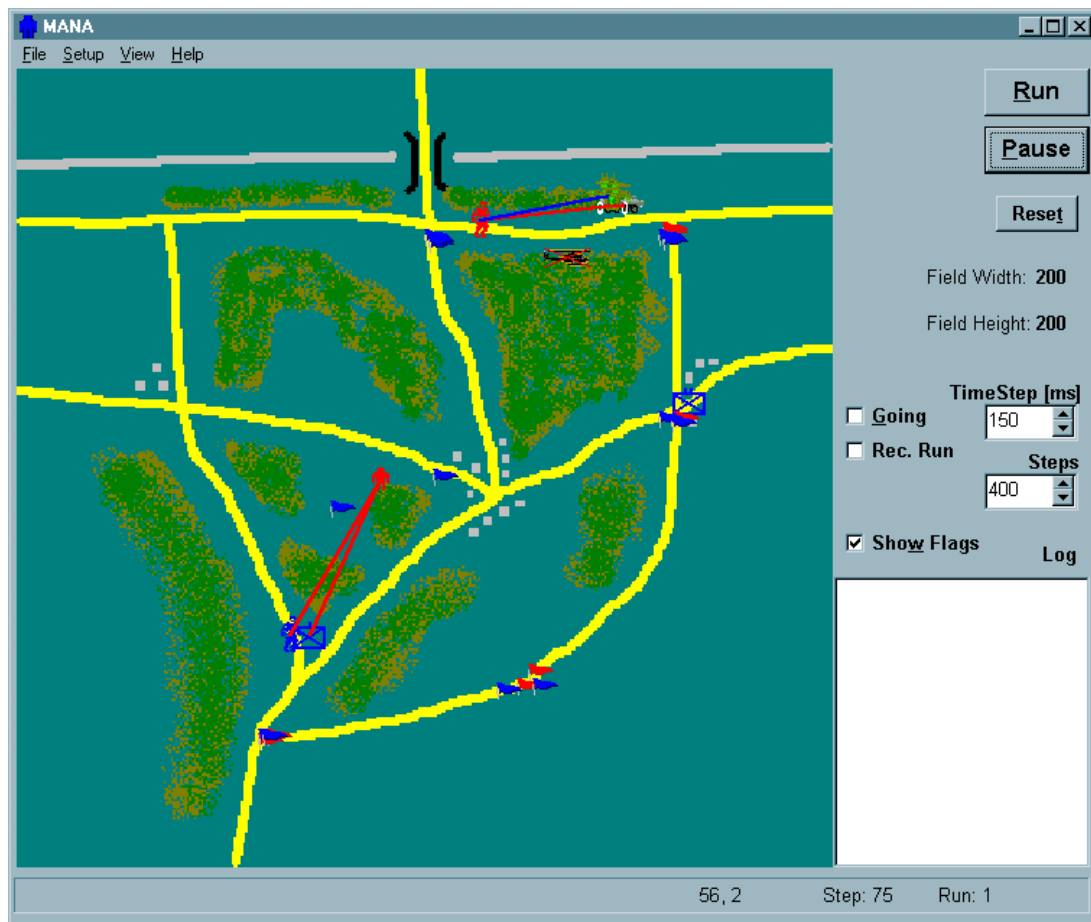 MANA
File Setup View Help
Run
Pause
Reset
Field Width: 200
Field Height: 200
TimeStep [ms]
Going
150
Rec. Run
Steps
400
Show Flags
Log
56, 2 Step: 75 Run: 1